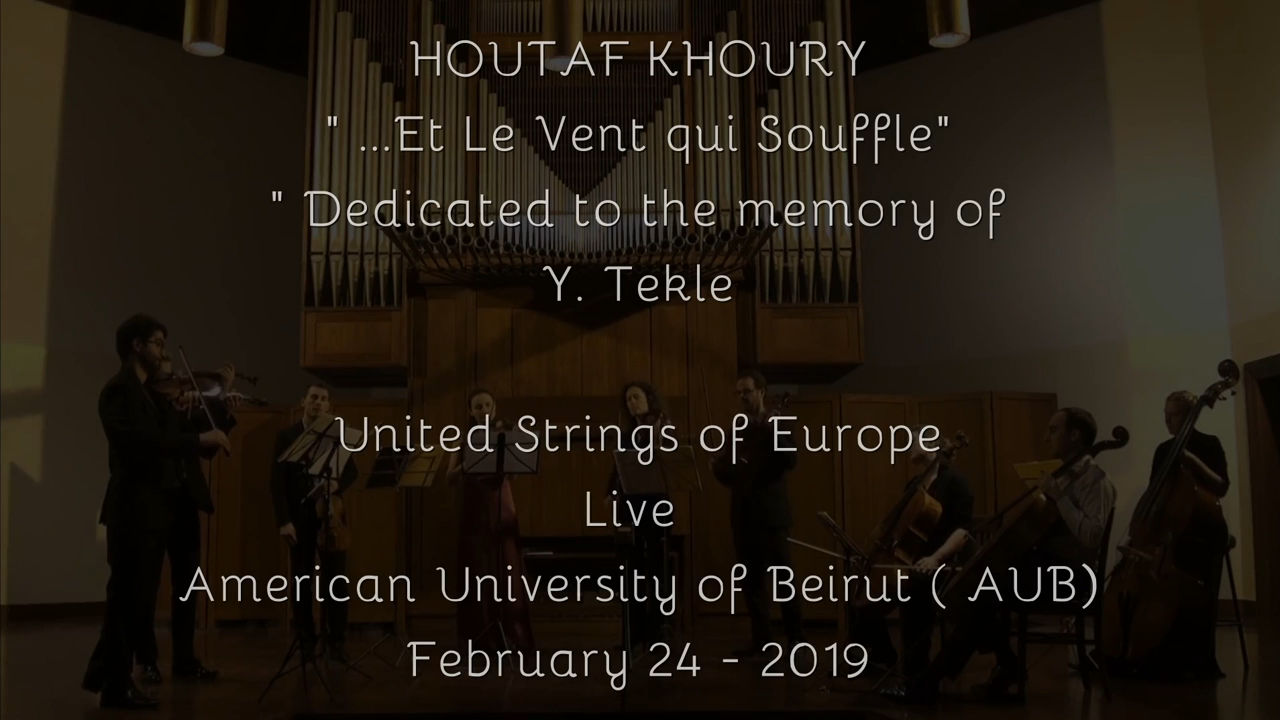 HOUTAF KHOURY
" ...Et Le Vent qui Souffle"
" Dedicated to the memory of
Y. Tekle
United Strings of Europe
Live
American University of Beirut ( AUB)
February 24 - 2019